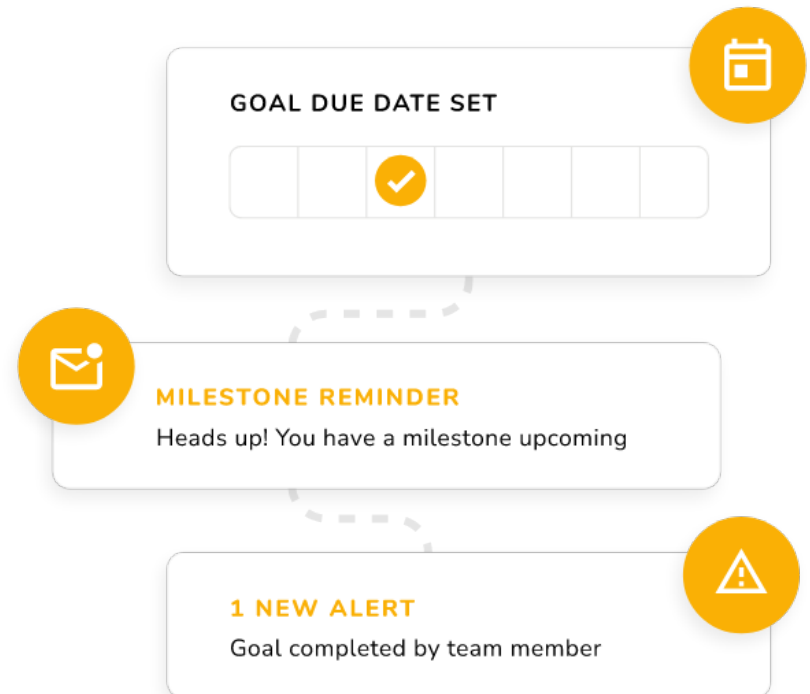 GOAL DUE DATE SET
MILESTONE REMINDER
Heads up! You have a milestone upcoming
1 NEW ALERT
Goal completed by team member